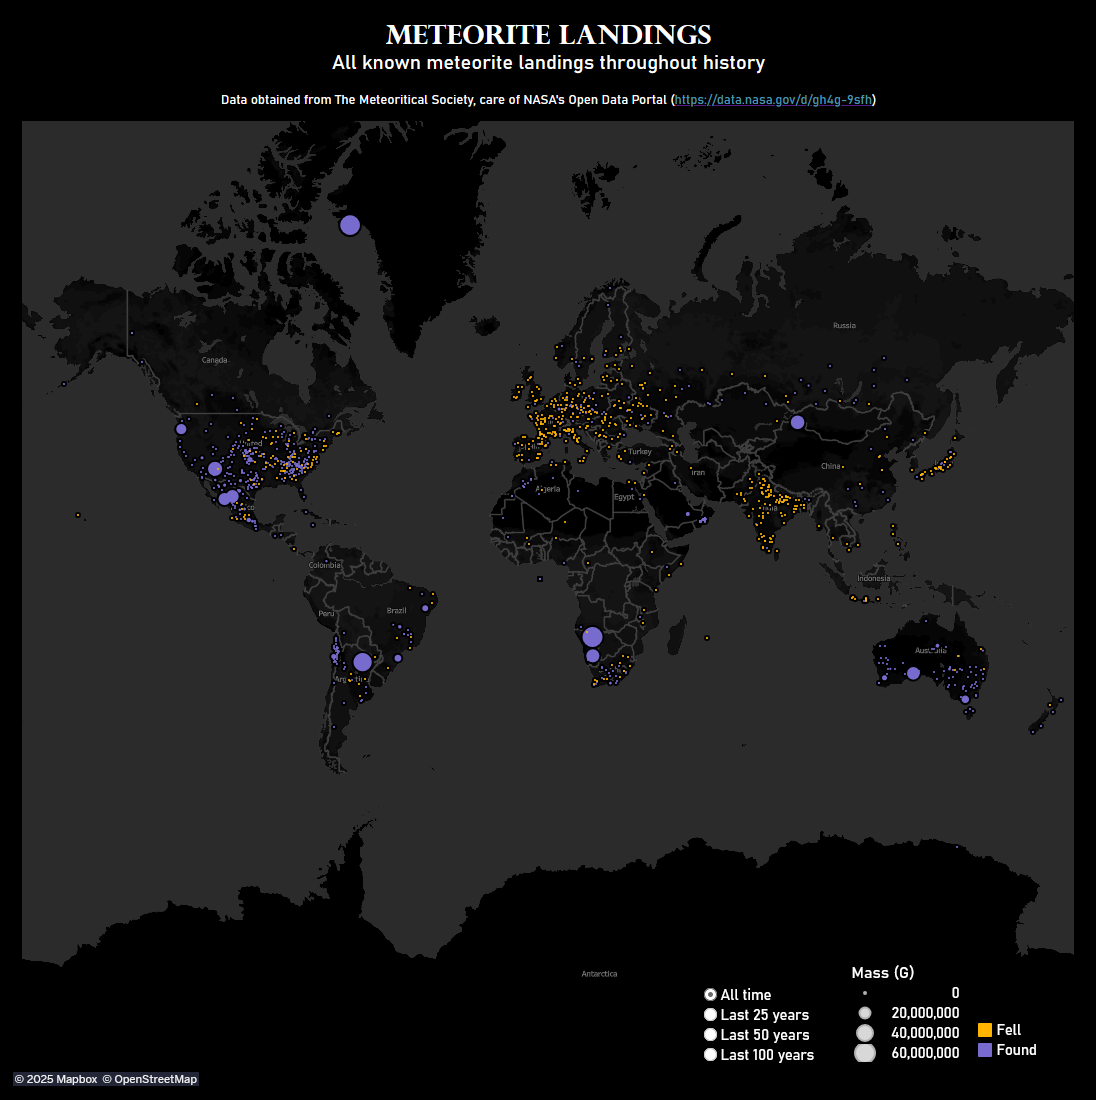 METEORITE LANDINGS
All known meteorite landings throughout history
Data obtained from The Meteoritical Society, care of NASA's Open Data Portal (https://data.nasa.gov/d/gh4g-9sfh)
Russia
Canada
United
Turkey
China
Iran
Algeria
Egypt
India
Colombia
Indonesia
Peru
Brazil
Australia
Argentina
Antarctica
All time
Last 25 years
Last 50 years
Last 100 years
Mass (G)
0
20,000,000
40,000,000
60,000,000
Fell
Found
© 2025 Mapbox © OpenStreetMap